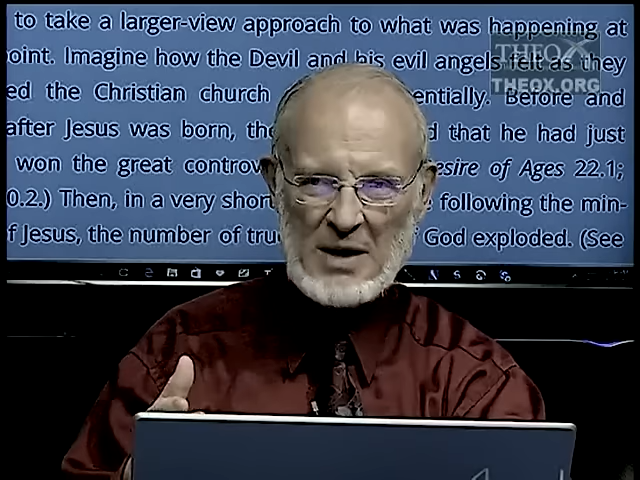 to take a larger-view approach to what was happening at
point. Imagine how the Devil and his evil angels felt as they
ed the Christian church entially. Before and
after Jesus was born, the d that he had just
won the great controv esire of Ages 22.1;
0.2.) Then, in a very shor following the min-
f Jesus, the number of tru God exploded. (See
THEOX
THEOX.ORG